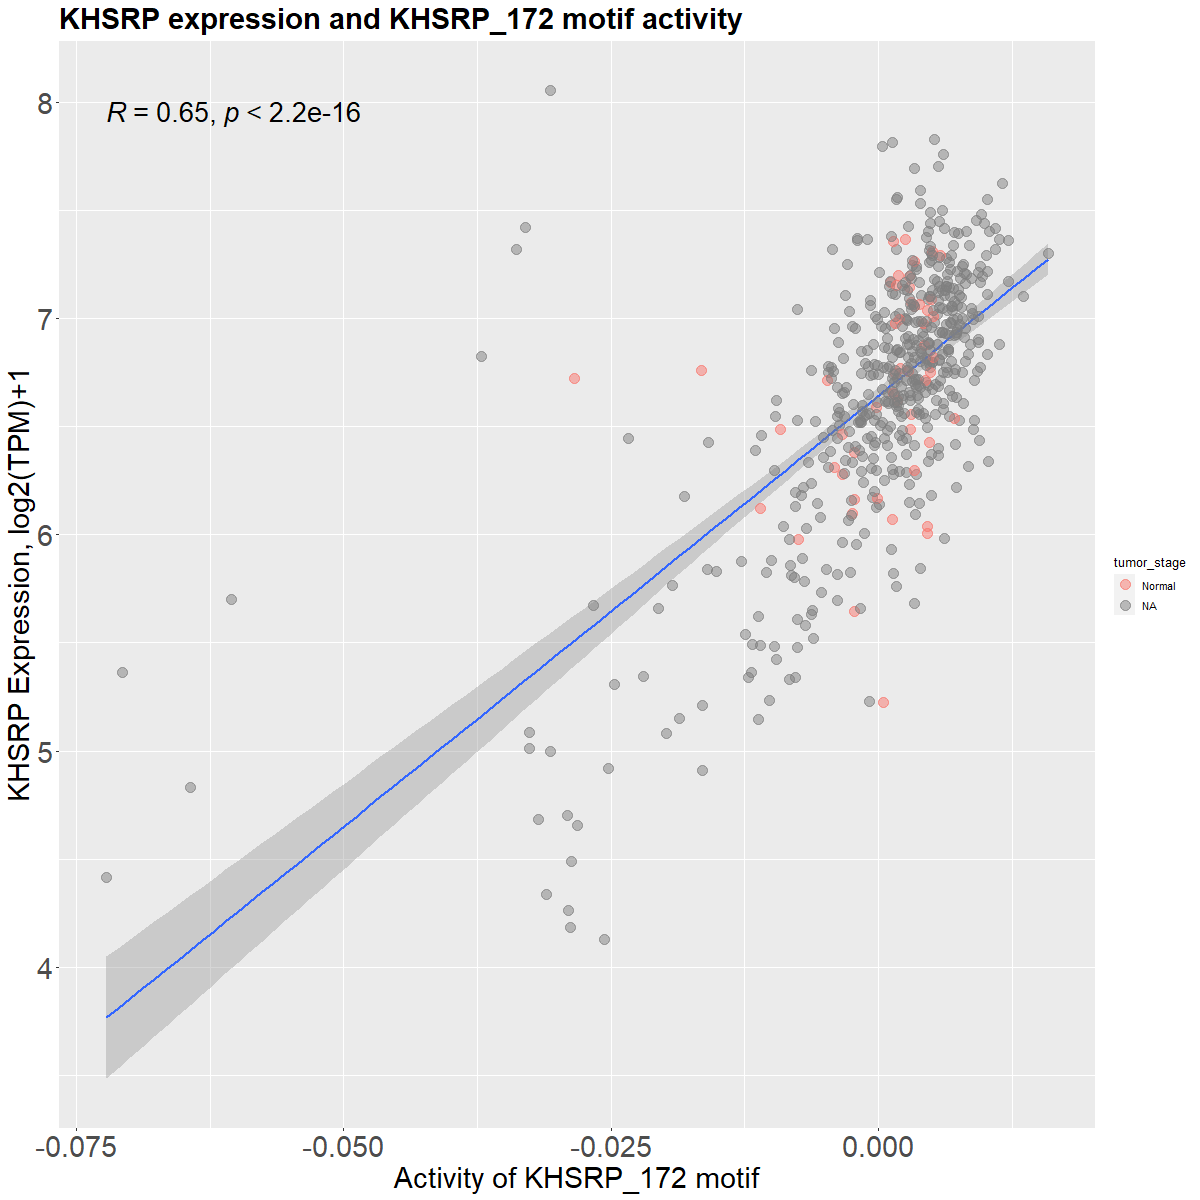 KHSRP expression and KHSRP_172 motif activity
R = 0.65, p < 2.2e-16
8
7
6
5
4
KHSRP Expression, log2(TPM)+1
-0.075
-0.050
-0.025
0.000
Activity of KHSRP_172 motif
tumor_stage
Normal
NA